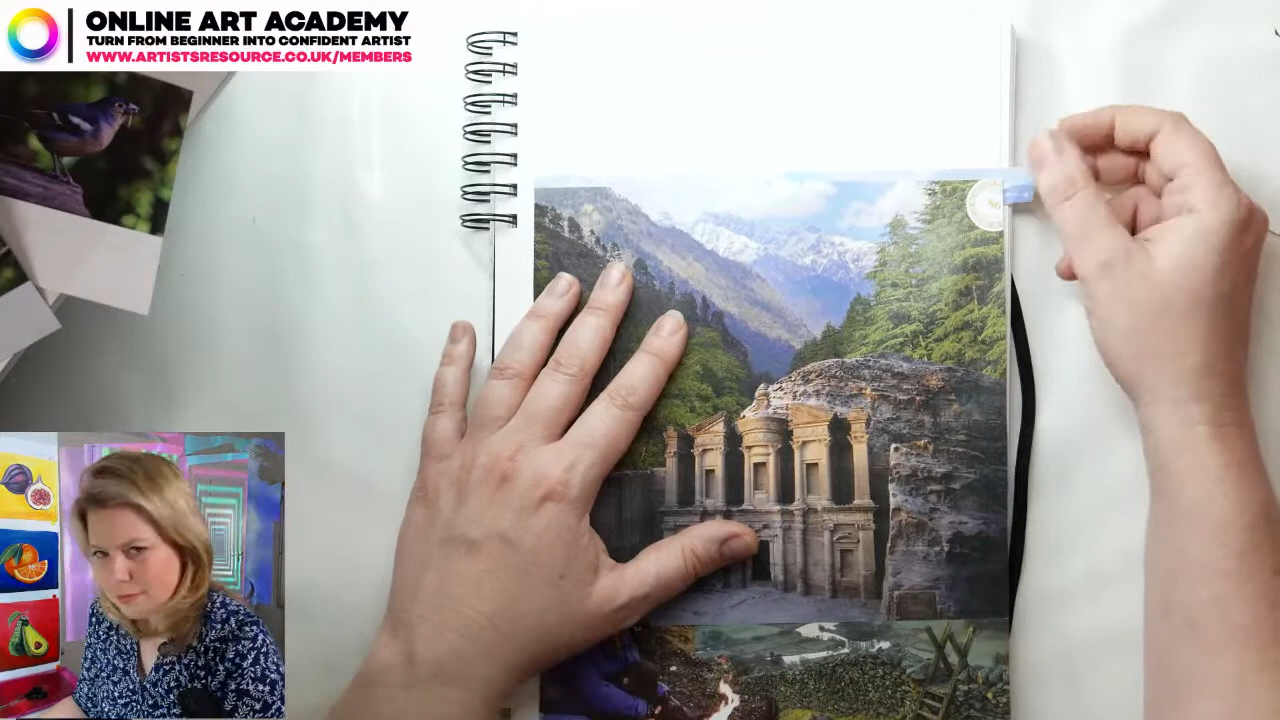 ONLINE ART ACADEMY
TURN FROM BEGINNER INTO CONFIDENT ARTIST
WWW.ARTISTSRESOURCE.CO.UK/MEMBERS